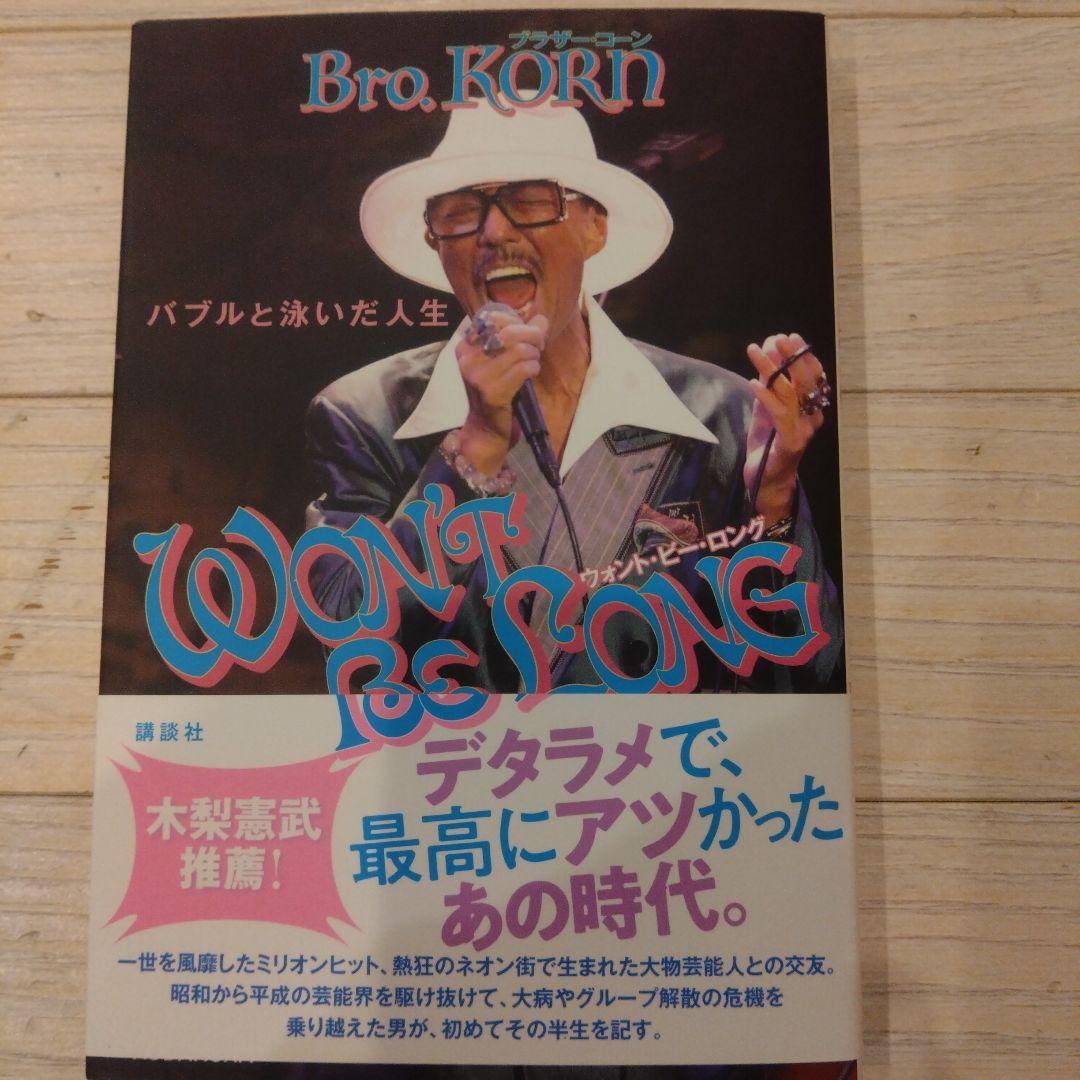 ブラザー・コーン
Bro. KORN
バブルと泳いだ人生
WON'T
ウォント・ビー・ロング
BE LONG
講談社
木梨憲武
推薦!
デタラメで、
最高にアツかった
あの時代。
一世を風靡したミリオンヒット、熱狂のネオン街で生まれた大物芸能人との交友。
昭和から平成の芸能界を駆け抜けて、大病やグループ解散の危機を
乗り越えた男が、初めてその半生を記す。